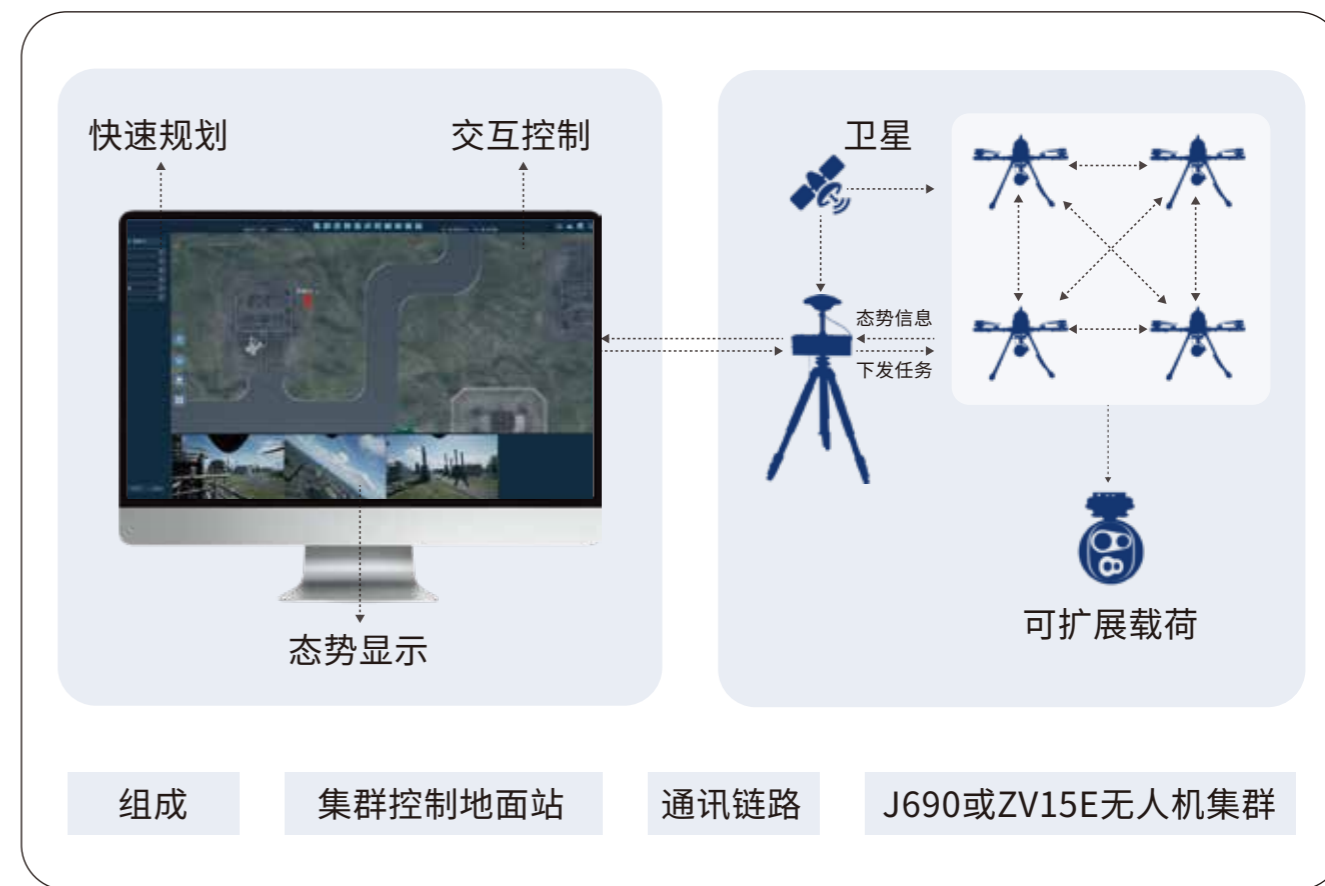 快速规划
交互控制
卫星
态势信息
下发任务
态势显示
可扩展载荷
组成
集群控制地面站
通讯链路
J690或ZV15E无人机集群